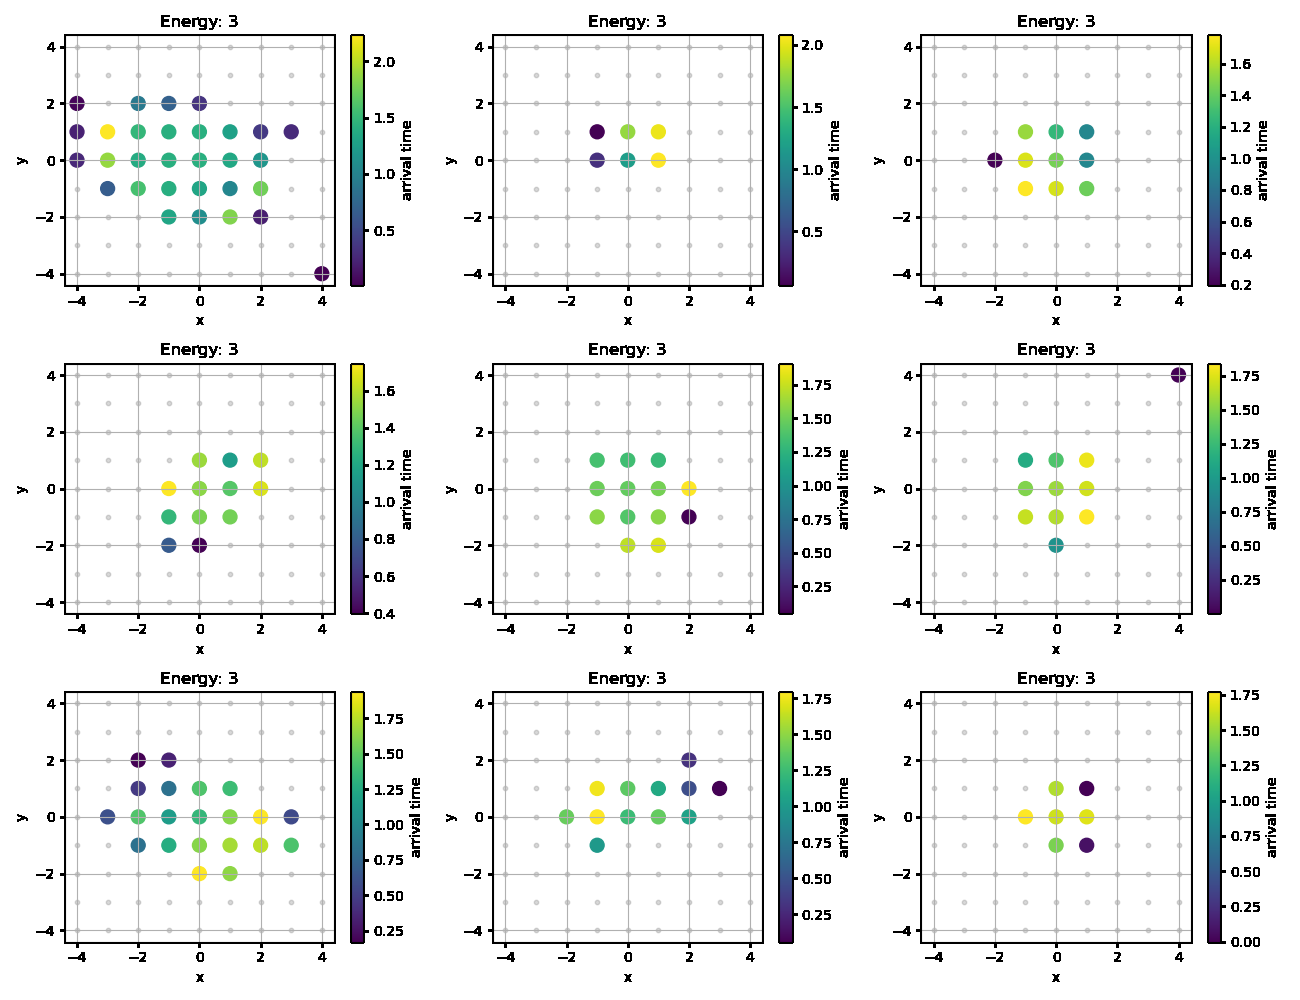 Energy: 3 Energy: 3 Energy: 3
4 2 0 −2 −4
y
−4 −2 0 2 4
x
2.0 1.5 1.0 0.5
arrival time
4 2 0 −2 −4
y
−4 −2 0 2 4
x
2.0 1.5 1.0 0.5
arrival time
4 2 0 −2 −4
y
−4 −2 0 2 4
x
1.6 1.4 1.2 1.0 0.8 0.6 0.4 0.2
arrival time
Energy: 3 Energy: 3 Energy: 3
4 2 0 −2 −4
y
−4 −2 0 2 4
x
1.6 1.4 1.2 1.0 0.8 0.6 0.4
arrival time
4 2 0 −2 −4
y
−4 −2 0 2 4
x
1.75 1.50 1.25 1.00 0.75 0.50 0.25
arrival time
4 2 0 −2 −4
y
−4 −2 0 2 4
x
1.75 1.50 1.25 1.00 0.75 0.50 0.25
arrival time
Energy: 3 Energy: 3 Energy: 3
4 2 0 −2 −4
y
−4 −2 0 2 4
x
1.75 1.50 1.25 1.00 0.75 0.50 0.25
arrival time
4 2 0 −2 −4
y
−4 −2 0 2 4
x
1.75 1.50 1.25 1.00 0.75 0.50 0.25
arrival time
4 2 0 −2 −4
y
−4 −2 0 2 4
x
1.75 1.50 1.25 1.00 0.75 0.50 0.25 0.00
arrival time